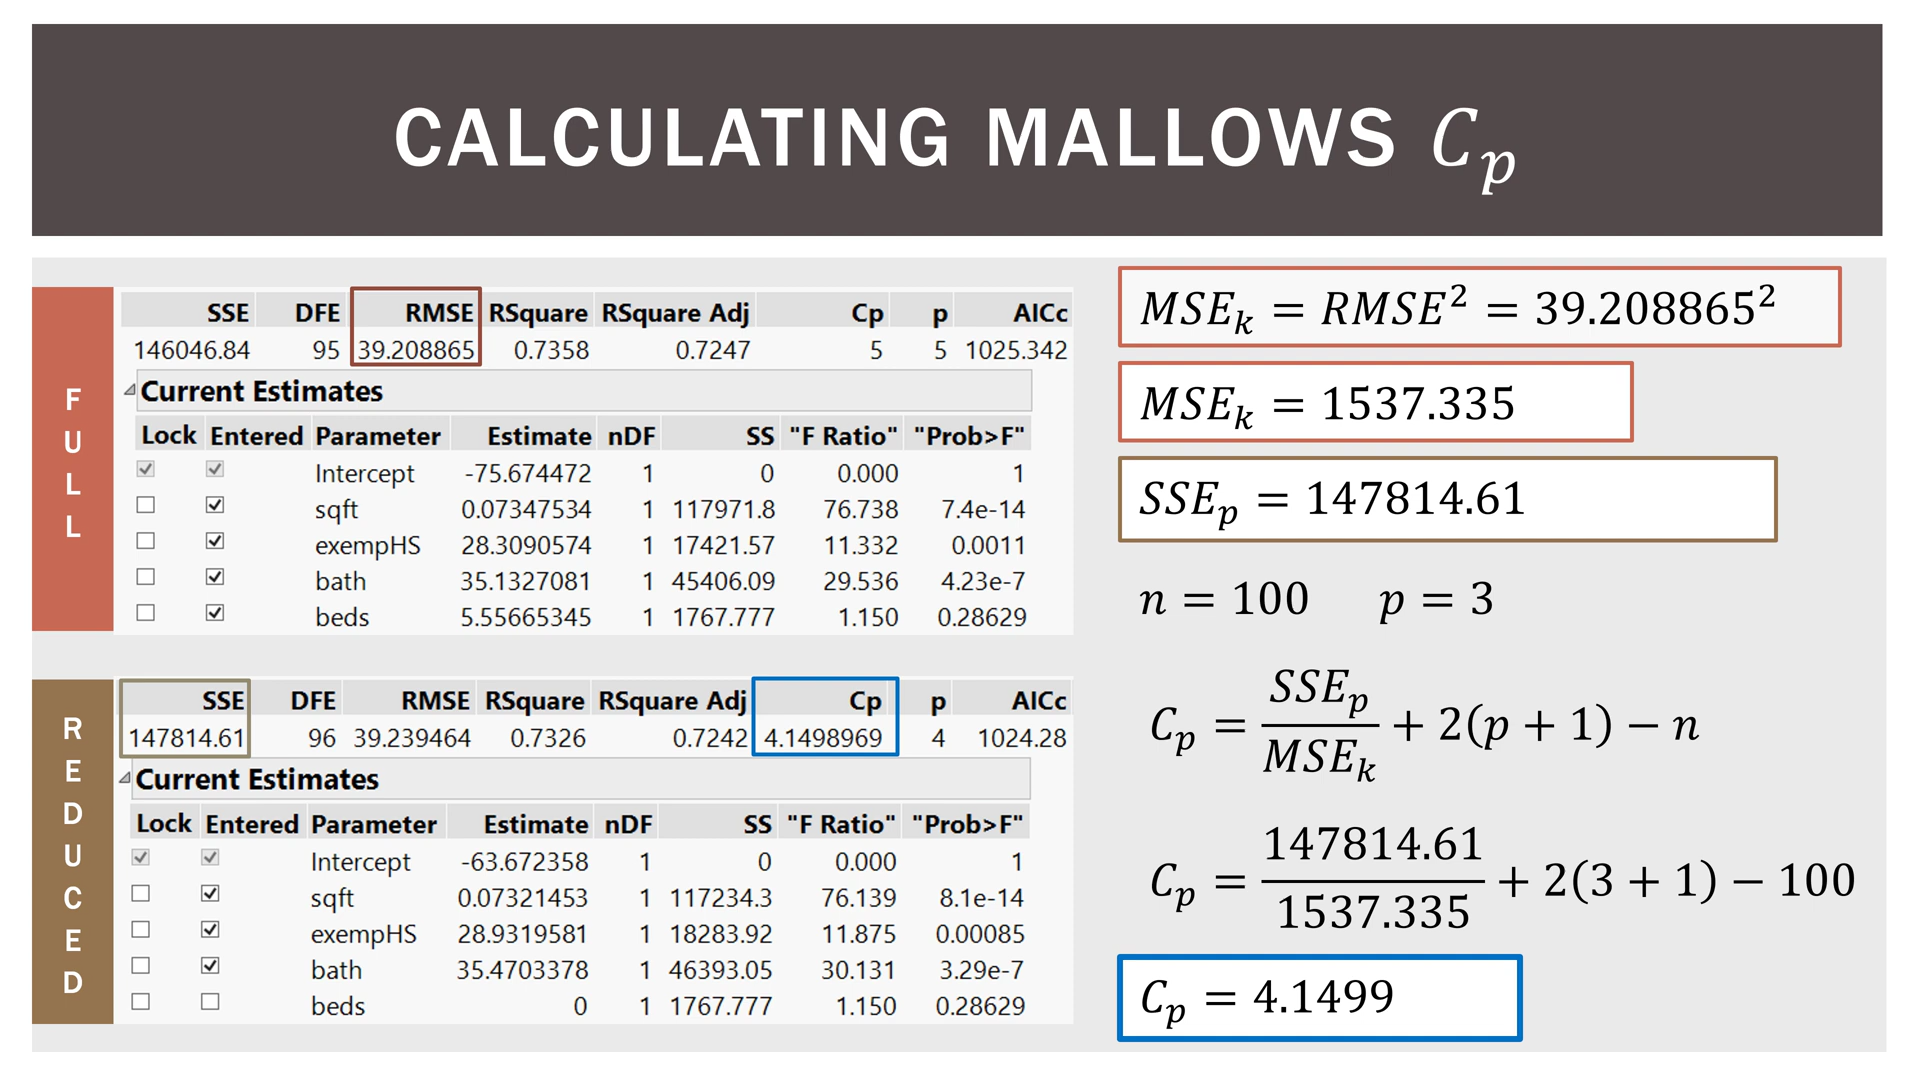 CALCULATING MALLOWS Cₚ
FULL
SSE DFE RMSE RSquare RSquare Adj Cp p AICc
146046.84 95 39.208865 0.7358 0.7247 5 5 1025.342
Current Estimates
Lock Entered Parameter Estimate nDF SS "F Ratio" "Prob>F"
Intercept -75.674472 1 0 0.000 1
sqft 0.07347534 1 117971.8 76.738 7.4e-14
exempHS 28.3090574 1 17421.57 11.332 0.0011
bath 35.1327081 1 45406.09 29.536 4.23e-7
beds 5.55665345 1 1767.777 1.150 0.28629
REDUCED
SSE DFE RMSE RSquare RSquare Adj Cp p AICc
147814.61 96 39.239464 0.7326 0.7242 4.1498969 4 1024.28
Current Estimates
Lock Entered Parameter Estimate nDF SS "F Ratio" "Prob>F"
Intercept -63.672358 1 0 0.000 1
sqft 0.07321453 1 117234.3 76.139 8.1e-14
exempHS 28.9319581 1 18283.92 11.875 0.00085
bath 35.4703378 1 46393.05 30.131 3.29e-7
beds 0 1 1767.777 1.150 0.28629
MSEₖ = RMSE² = 39.208865²
MSEₖ = 1537.335
SSEₚ = 147814.61
n = 100 p = 3
Cₚ = SSEₚ/MSEₖ + 2(p + 1) − n
Cₚ = 147814.61/1537.335 + 2(3 + 1) − 100
Cₚ = 4.1499